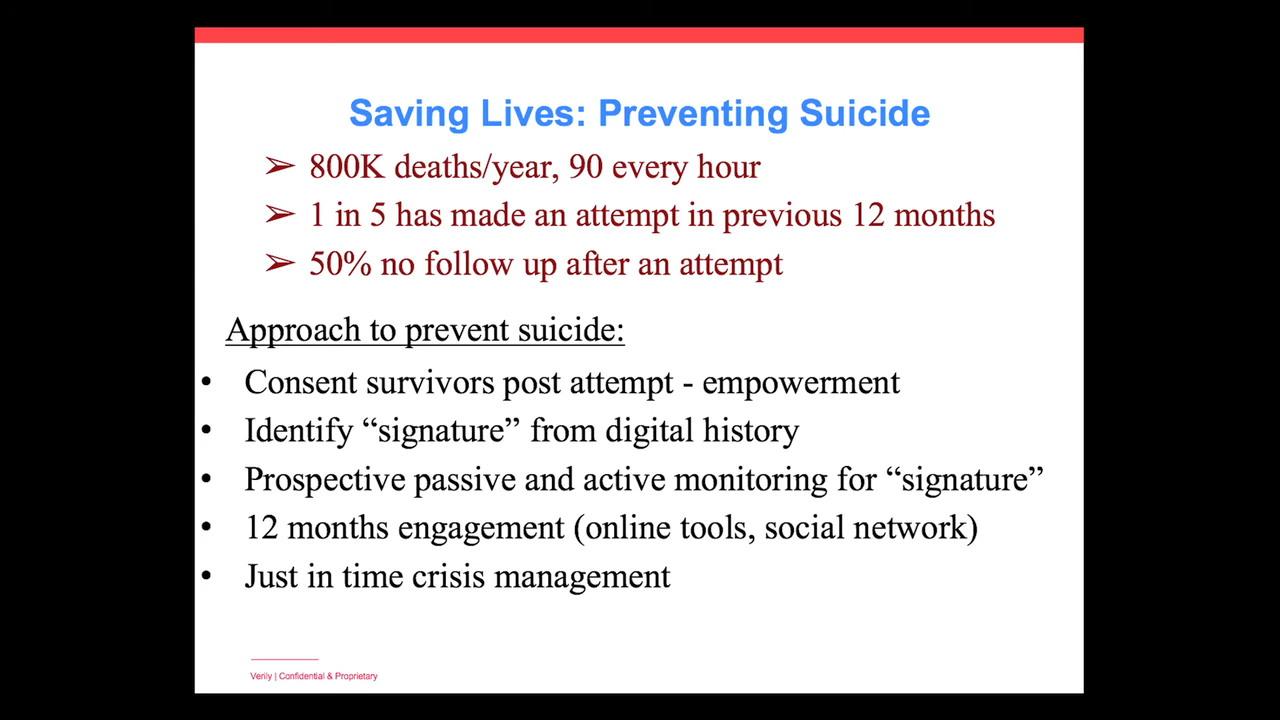 Saving Lives: Preventing Suicide
➢ 800K deaths/year, 90 every hour
➢ 1 in 5 has made an attempt in previous 12 months
➢ 50% no follow up after an attempt
Approach to prevent suicide:
• Consent survivors post attempt - empowerment
• Identify “signature” from digital history
• Prospective passive and active monitoring for “signature”
• 12 months engagement (online tools, social network)
• Just in time crisis management
Verily | Confidential & Proprietary